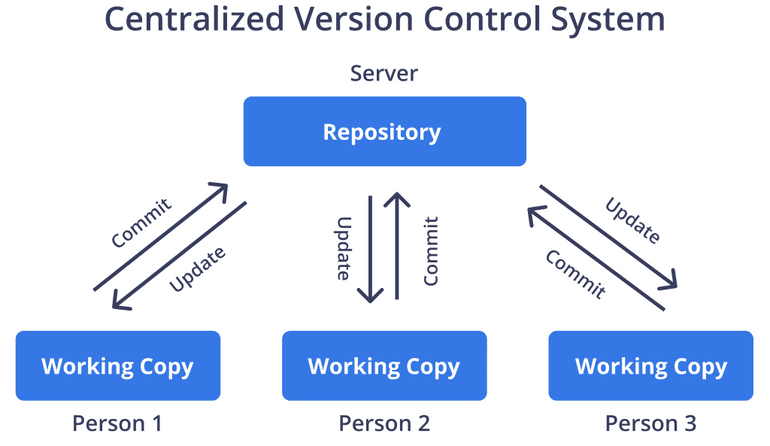 Centralized Version Control System
Server
Repository
Commit
Update
Update
Commit
Update
Commit
Working Copy
Working Copy
Working Copy
Person 1
Person 2
Person 3